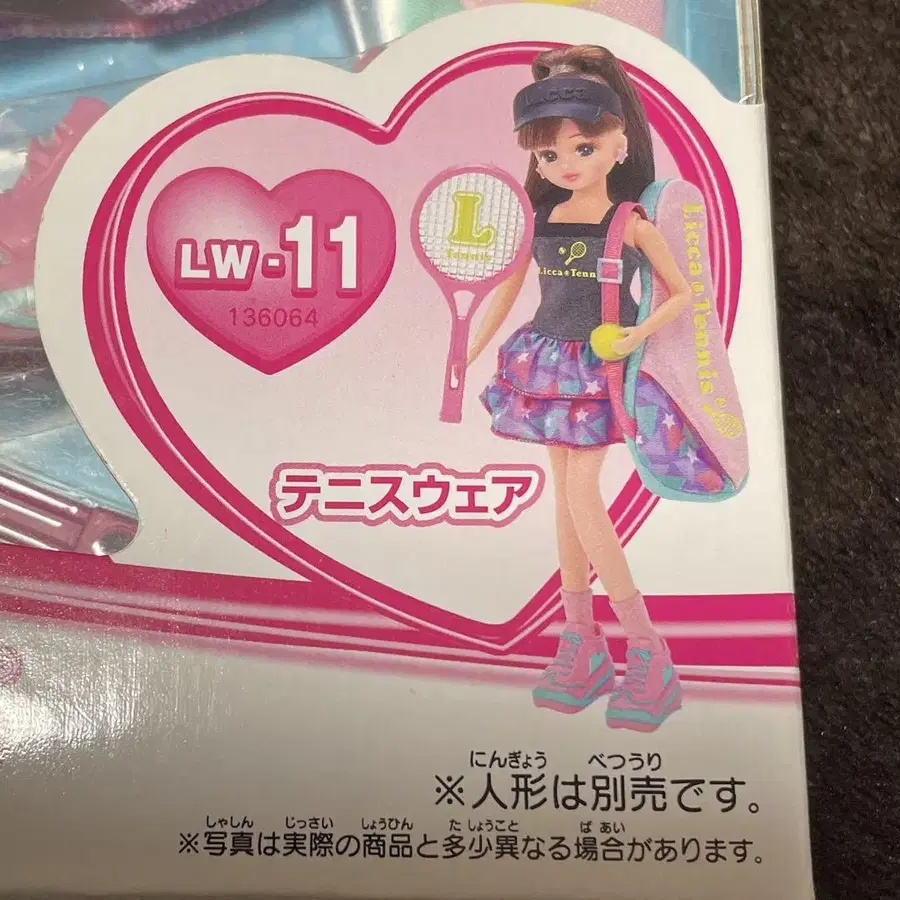 LW-11
136064
Licca
L
Tennis
Licca Tenn
Licca Tennis
テニスウェア
にんぎょう べつうり
※人形は別売です。
しゃしん じっさい しょうひん た しょうこと ば あい
※写真は実際の商品と多少異なる場合があります。